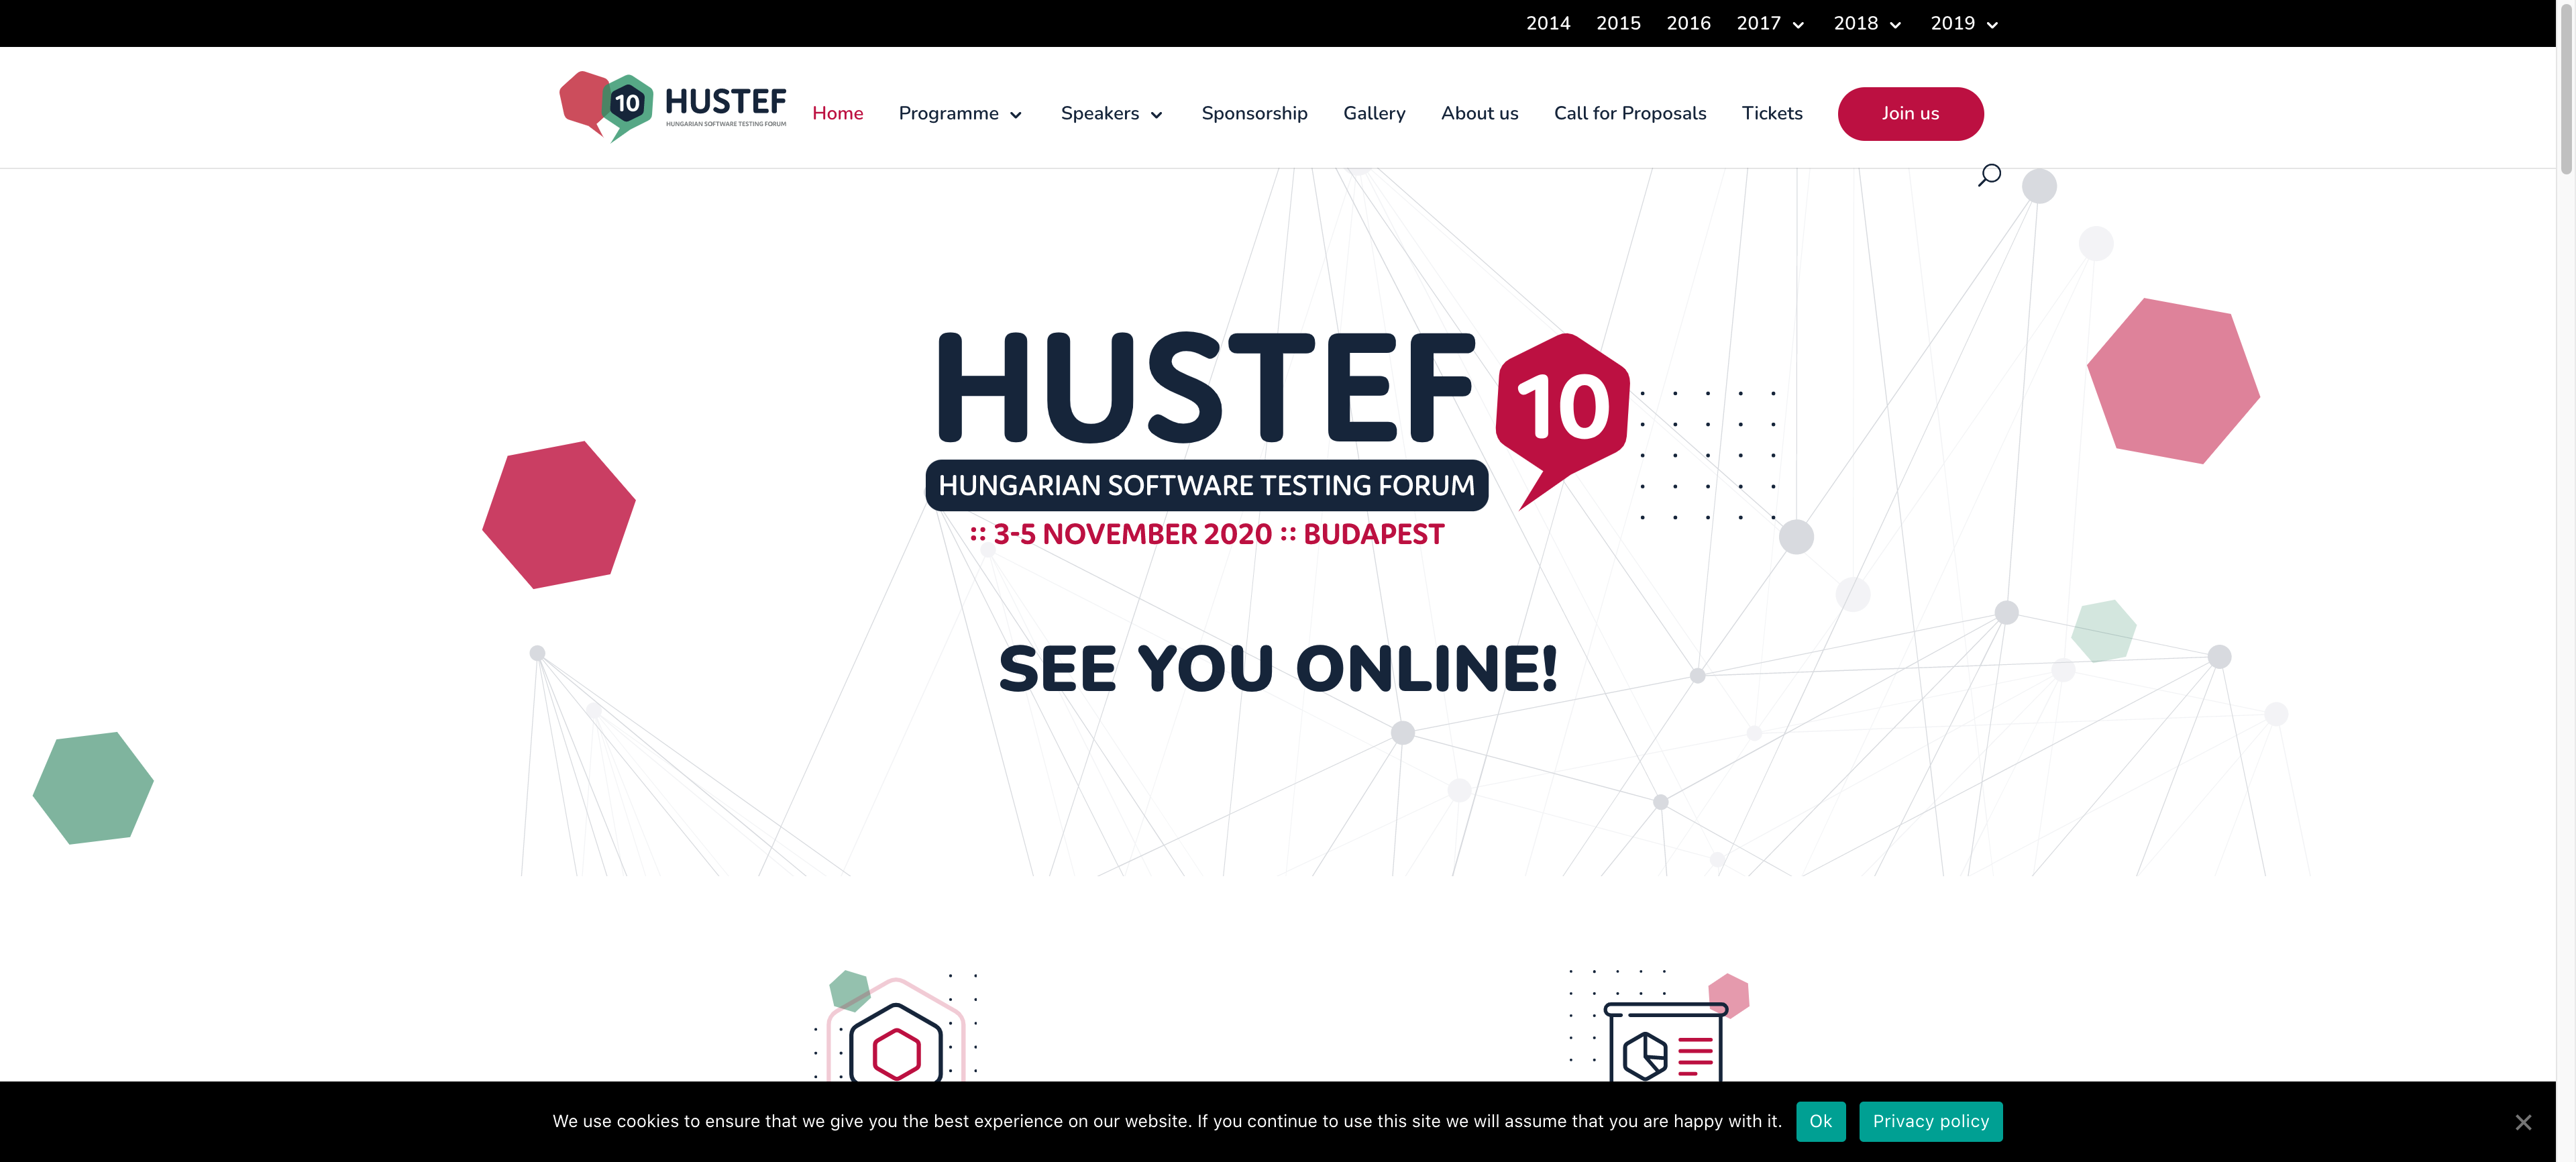 2014 2015 2016 2017 2018 2019
10 HUSTEF
HUNGARIAN SOFTWARE TESTING FORUM
Home Programme Speakers Sponsorship Gallery About us Call for Proposals Tickets Join us
HUSTEF 10
HUNGARIAN SOFTWARE TESTING FORUM
:: 3-5 NOVEMBER 2020 :: BUDAPEST
SEE YOU ONLINE!
We use cookies to ensure that we give you the best experience on our website. If you continue to use this site we will assume that you are happy with it. Ok Privacy policy